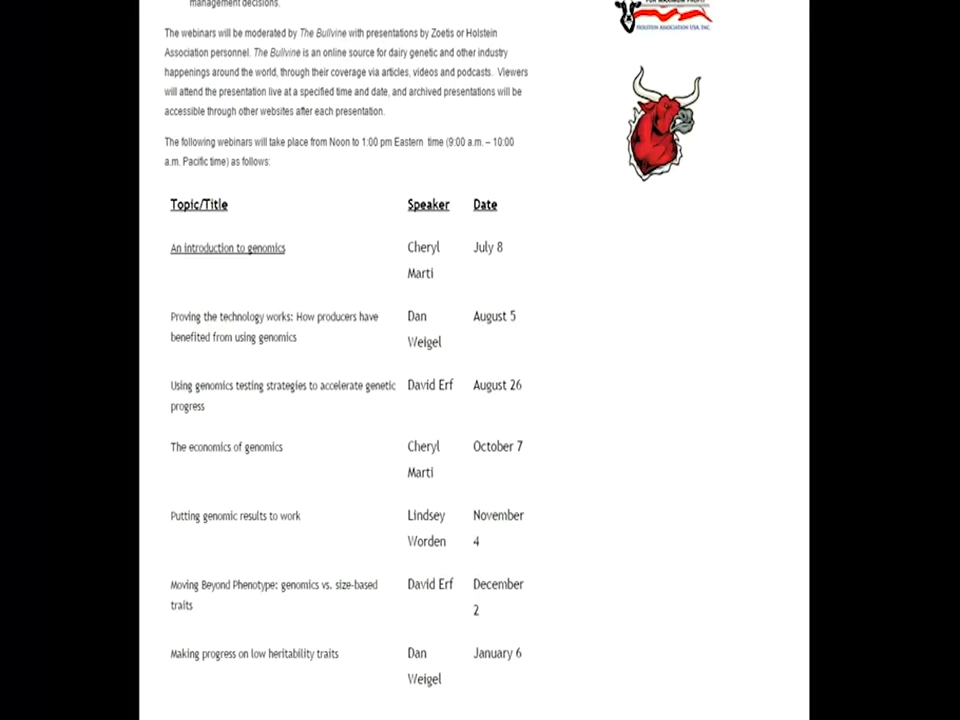 management decisions.
The webinars will be moderated by The Bullvine with presentations by Zoetis or Holstein
Association personnel. The Bullvine is an online source for dairy genetic and other industry
happenings around the world, through their coverage via articles, videos and podcasts. Viewers
will attend the presentation live at a specified time and date, and archived presentations will be
accessible through other websites after each presentation.
The following webinars will take place from Noon to 1:00 pm Eastern time (9:00 a.m. – 10:00
a.m. Pacific time) as follows:
Topic/Title Speaker Date
An introduction to genomics Cheryl July 8
Marti
Proving the technology works: How producers have Dan August 5
benefited from using genomics Weigel
Using genomics testing strategies to accelerate genetic David Erf August 26
progress
The economics of genomics Cheryl October 7
Marti
Putting genomic results to work Lindsey November
Worden 4
Moving Beyond Phenotype: genomics vs. size-based David Erf December
traits 2
Making progress on low heritability traits Dan January 6
Weigel
FOR MAXIMUM PROFIT
HOLSTEIN ASSOCIATION USA, INC.